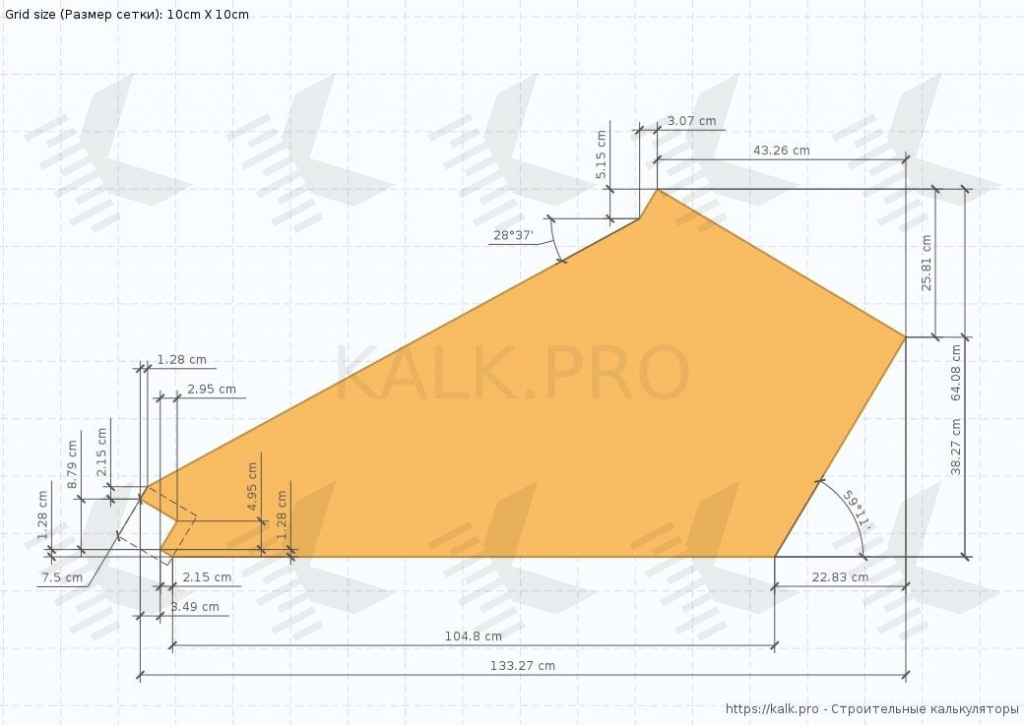 Grid size (Размер сетки): 10cm X 10cm
3.07 cm
5.15 cm
43.26 cm
28°37'
25.81 cm
KALK.PRO
1.28 cm
64.08 cm
2.95 cm
2.15 cm
8.79 cm
38.27 cm
4.95 cm
1.28 cm
1.28 cm
59°11'
7.5 cm
2.15 cm
22.83 cm
3.49 cm
104.8 cm
133.27 cm
https://kalk.pro - Строительные калькуляторы